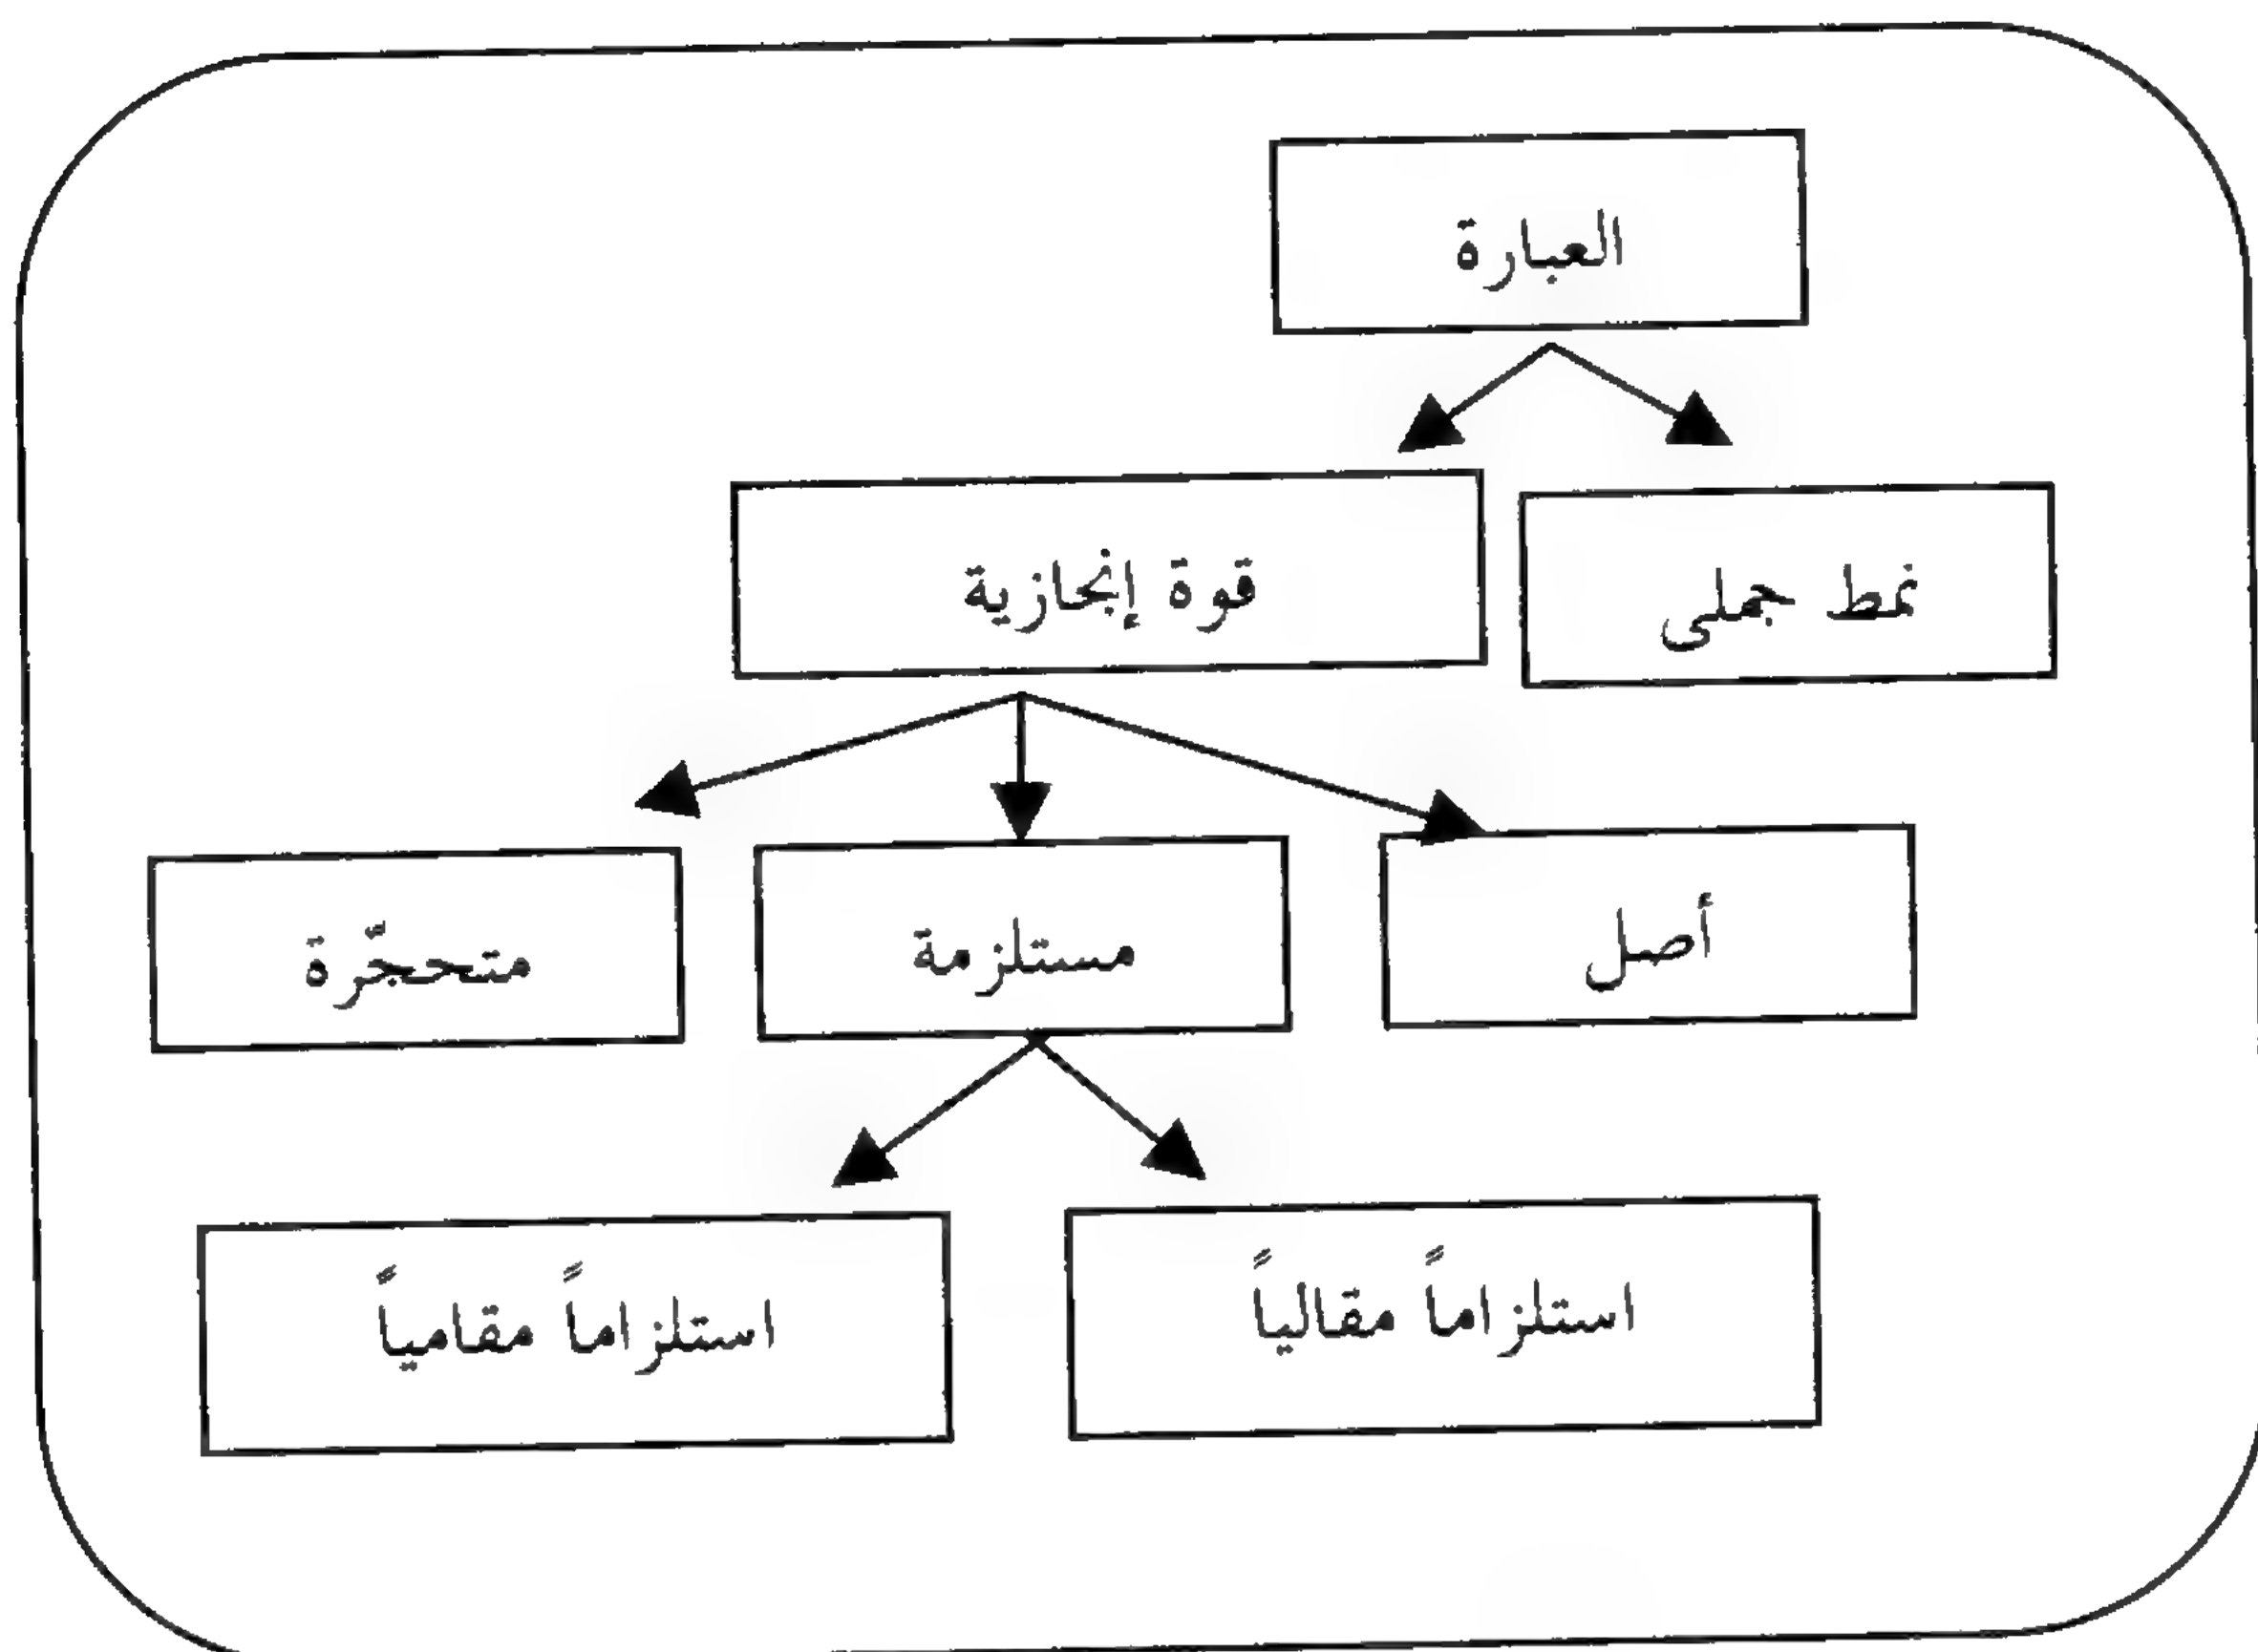 العبارة
نمط جملى
قوة إنجازية
أصل
مستلزمة
متحجّرة
استلزاماً مقالياً
استلزاماً مقامياً